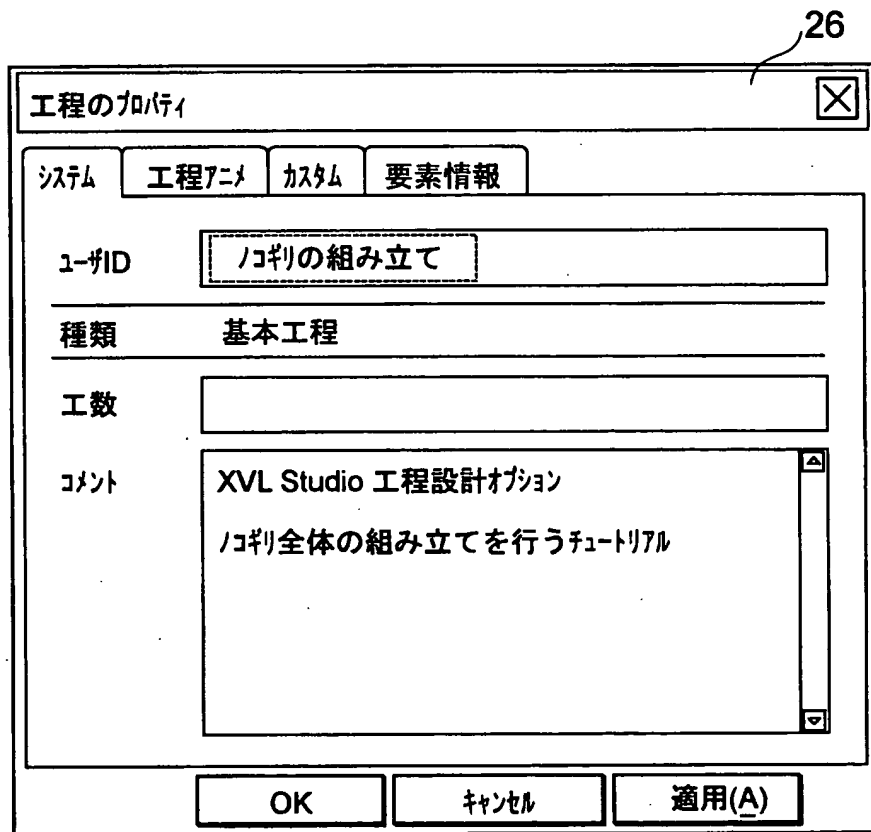 26
工程のﾌﾟﾛﾊﾟﾃｨ
ｼｽﾃﾑ 工程ｱﾆﾒ ｶｽﾀﾑ 要素情報
ﾕｰｻﾞID ﾉｺｷﾞﾘの組み立て
種類 基本工程
工数
ｺﾒﾝﾄ XVL Studio 工程設計ｵﾌﾟｼｮﾝ
ﾉｺｷﾞﾘ全体の組み立てを行うﾁｭｰﾄﾘｱﾙ
OK ｷｬﾝｾﾙ 適用(A)